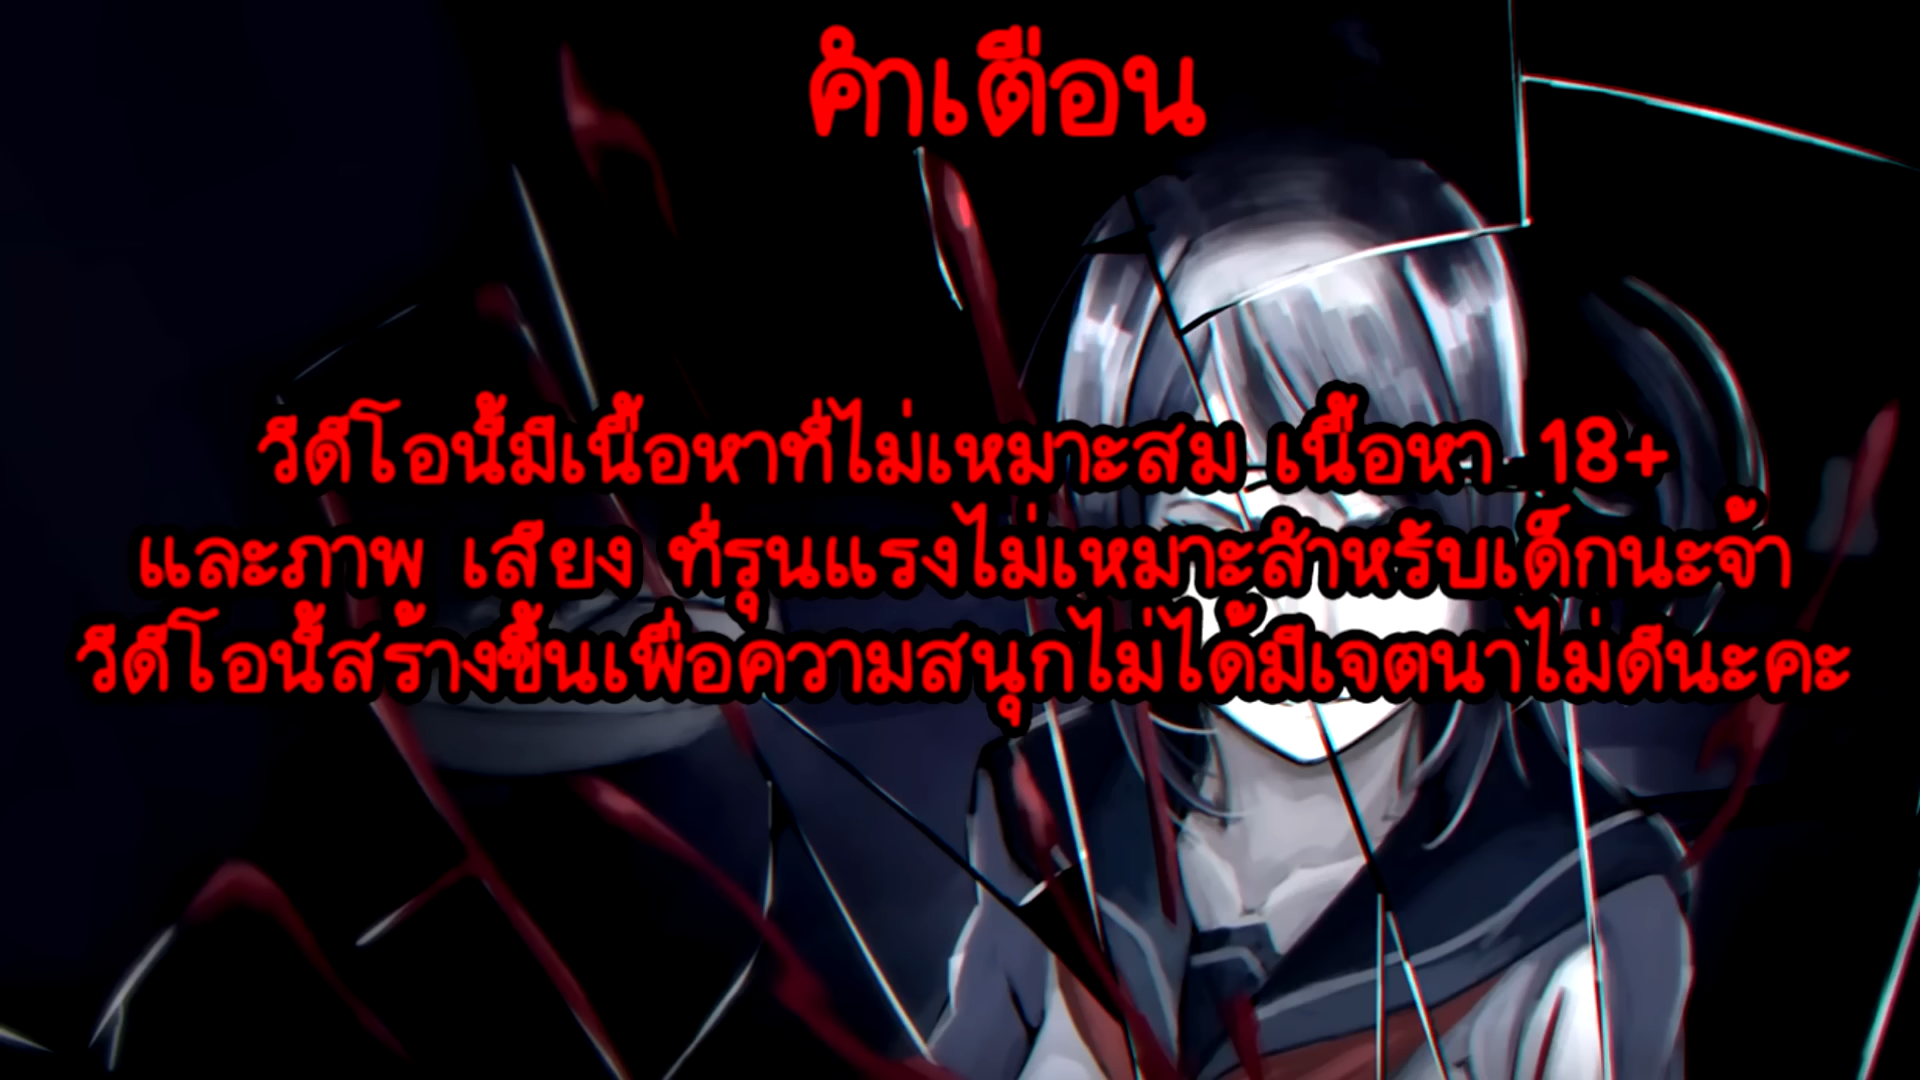 คำเตือน
วีดีโอนี้มีเนื้อหาที่ไม่เหมาะสม เนื้อหา 18+
และภาพ เสียง ที่รุนแรงไม่เหมาะสำหรับเด็กนะจ้า
วีดีโอนี้สร้างขึ้นเพื่อความสนุกไม่ได้มีเจตนาไม่ดีนะคะ